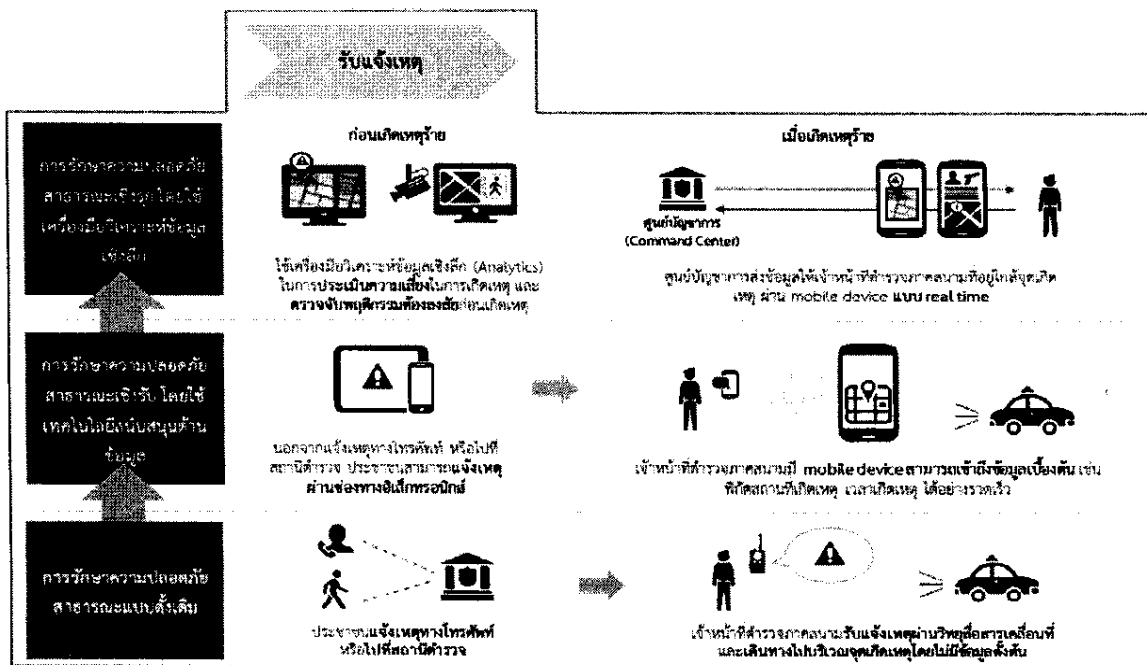 รับแจ้งเหตุ
การรักษาความปลอดภัย
สาธารณะเชิงรุก โดยใช้
เครื่องมือวิเคราะห์ข้อมูล
เชิงลึก
ก่อนเกิดเหตุร้าย
ใช้เครื่องมือวิเคราะห์ข้อมูลเชิงลึก (Analytics)
ในการประเมินความเสี่ยงในการเกิดเหตุ และ
ตรวจจับพฤติกรรมต้องสงสัยก่อนเกิดเหตุ
เมื่อเกิดเหตุร้าย
ศูนย์บัญชาการ
(Command Center)
ศูนย์บัญชาการส่งข้อมูลให้เจ้าหน้าที่ตำรวจภาคสนามที่อยู่ใกล้จุดเกิด
เหตุ ผ่าน mobile device แบบ real time
การรักษาความปลอดภัย
สาธารณะเชิงรับ โดยใช้
เทคโนโลยีสนับสนุนด้าน
ข้อมูล
นอกจากแจ้งเหตุทางโทรศัพท์ หรือไปที่
สถานีตำรวจ ประชาชนสามารถแจ้งเหตุ
ผ่านช่องทางอิเล็กทรอนิกส์
เจ้าหน้าที่ตำรวจภาคสนามมี mobile device สามารถเข้าถึงข้อมูลเบื้องต้น เช่น
พิกัดสถานที่เกิดเหตุ เวลาเกิดเหตุ ได้อย่างรวดเร็ว
การรักษาความปลอดภัย
สาธารณะแบบดั้งเดิม
ประชาชนแจ้งเหตุทางโทรศัพท์
หรือไปที่สถานีตำรวจ
เจ้าหน้าที่ตำรวจภาคสนามรับแจ้งเหตุผ่านวิทยุสื่อสารเคลื่อนที่
และเดินทางไปบริเวณจุดเกิดเหตุโดยไม่มีข้อมูลตั้งต้น